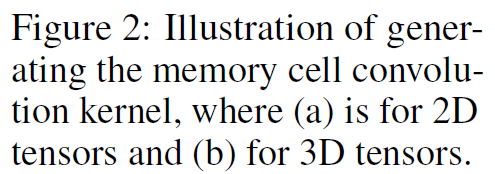 Figure 2: Illustration of gener-
ating the memory cell convolu-
tion kernel, where (a) is for 2D
tensors and (b) for 3D tensors.